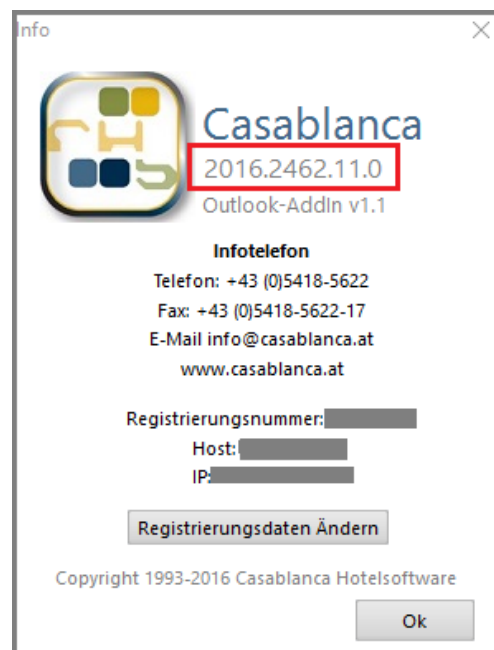 Info
Casablanca
2016.2462.11.0
Outlook-AddIn v1.1
Infotelefon
Telefon: +43 (0)5418-5622
Fax: +43 (0)5418-5622-17
E-Mail info@casablanca.at
www.casablanca.at
Registrierungsnummer:
Host:
IP:
Registrierungsdaten Ändern
Copyright 1993-2016 Casablanca Hotelsoftware
Ok